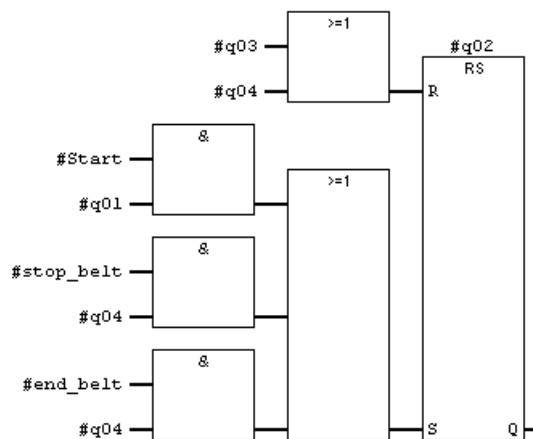 >=1
#q03
#q02
RS
#q04
R
&
#Start
>=1
#q01
&
#stop_belt
#q04
&
#end_belt
#q04
S
Q